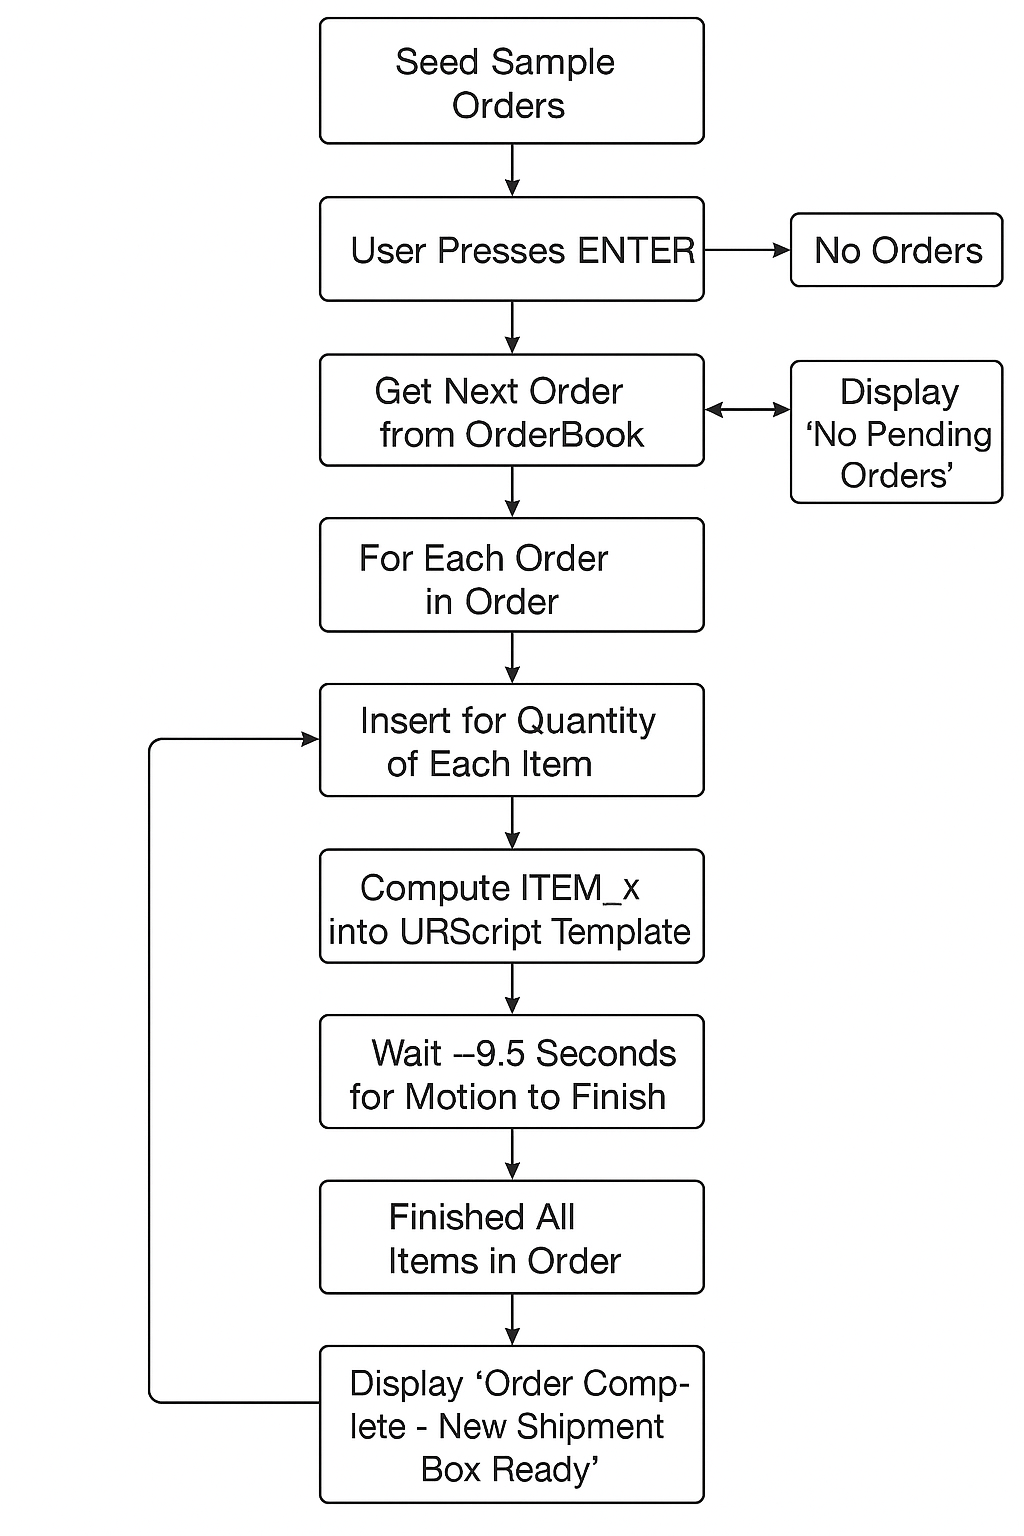 Seed Sample
Orders
User Presses ENTER
No Orders
Get Next Order
from OrderBook
Display
‘No Pending
Orders’
For Each Order
in Order
Insert for Quantity
of Each Item
Compute ITEM_x
into URScript Template
Wait --9.5 Seconds
for Motion to Finish
Finished All
Items in Order
Display ‘Order Comp-
lete - New Shipment
Box Ready’